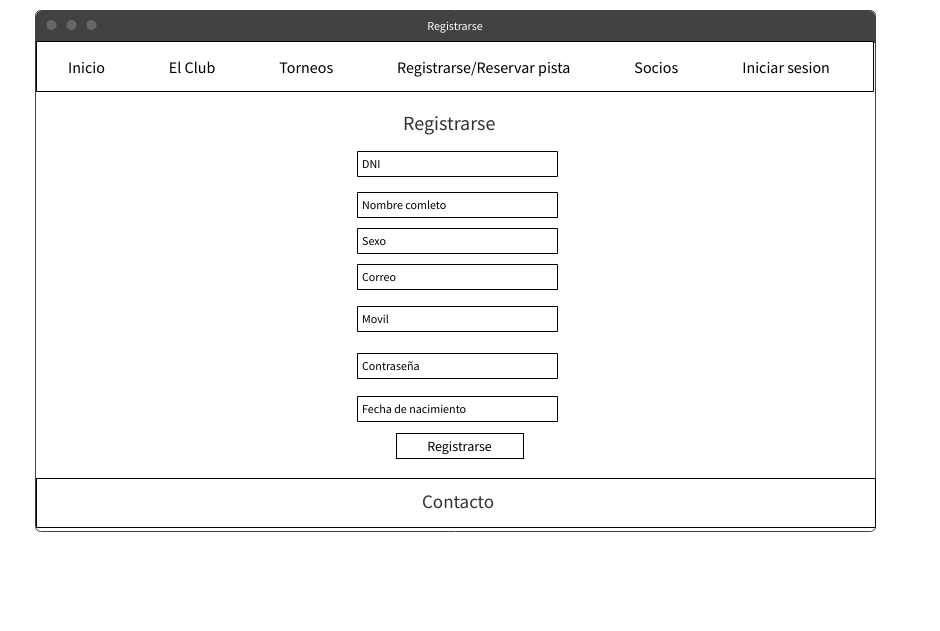 Registrarse
Inicio El Club Torneos Registrarse/Reservar pista Socios Iniciar sesion
Registrarse
DNI
Nombre comleto
Sexo
Correo
Movil
Contraseña
Fecha de nacimiento
Registrarse
Contacto